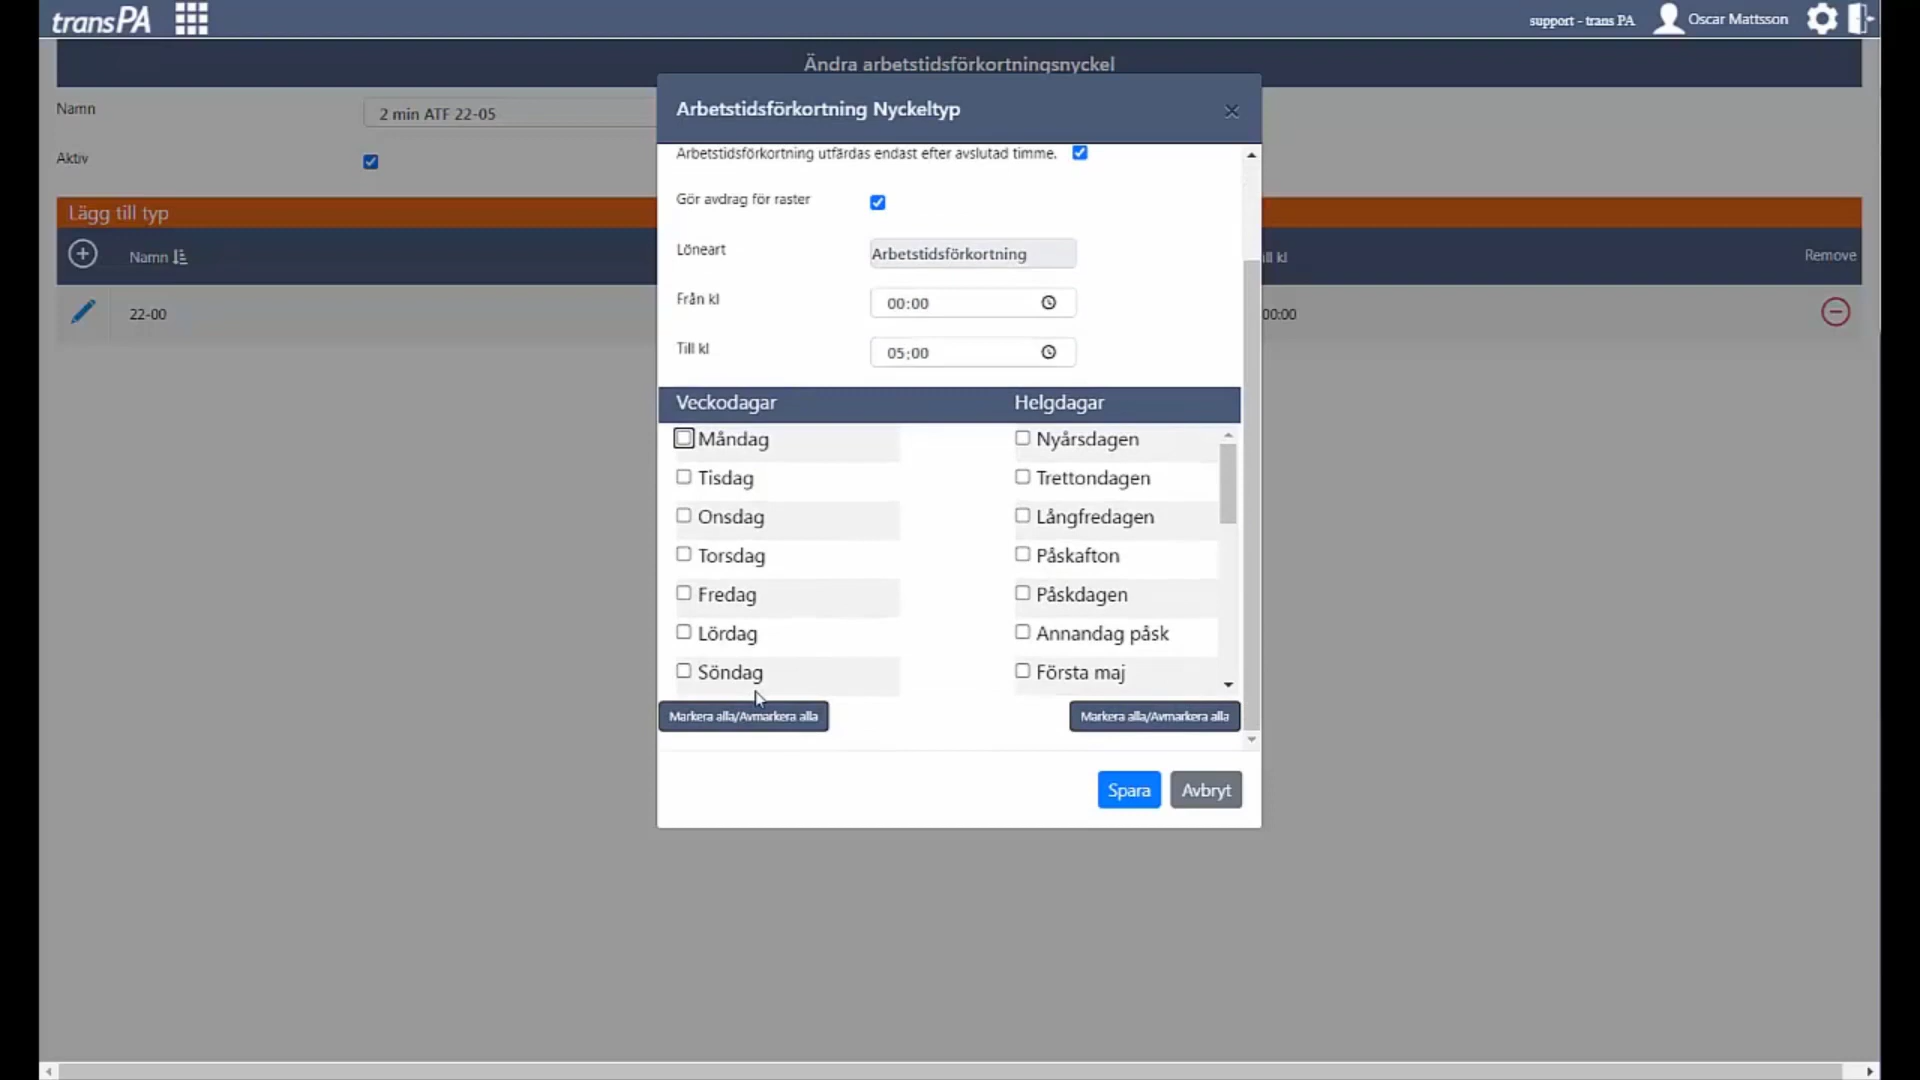 transPA
support - trans PA
Oscar Mattsson
Ändra arbetstidsförkortningsnyckel
Namn
2 min ATF 22-05
Aktiv
Lägg till typ
Namn
ll kl
Remove
22-00
00:00
Arbetstidsförkortning Nyckeltyp
×
Arbetstidsförkortning utfärdas endast efter avslutad timme.
Gör avdrag för raster
Löneart
Arbetstidsförkortning
Från kl
00:00
Till kl
05:00
Veckodagar
Helgdagar
Måndag
Nyårsdagen
Tisdag
Trettondagen
Onsdag
Långfredagen
Torsdag
Påskafton
Fredag
Påskdagen
Lördag
Annandag påsk
Söndag
Första maj
Markera alla/Avmarkera alla
Markera alla/Avmarkera alla
Spara
Avbryt